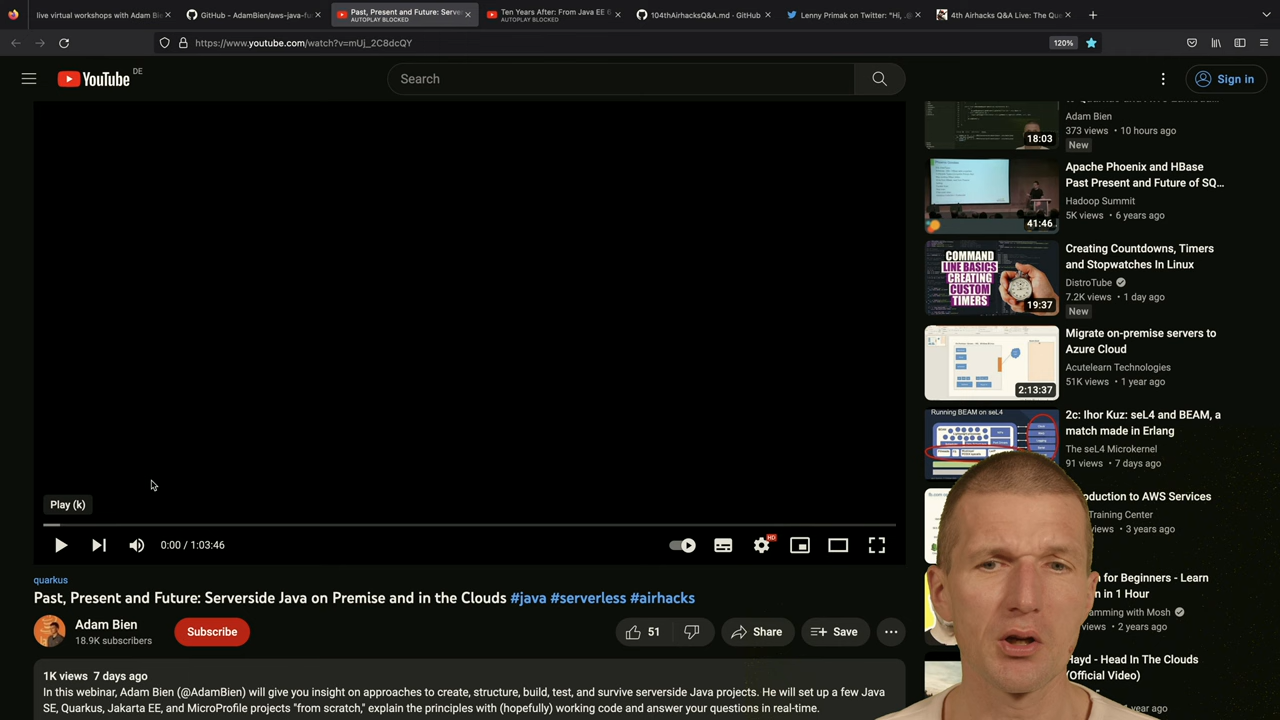 live virtual workshops with Adam Bie
GitHub - AdamBien/aws-java-fu
Past, Present and Future: Server
AUTOPLAY BLOCKED
Ten Years After: From Java EE 6
AUTOPLAY BLOCKED
104thAirhacksQ&A.md · GitHub
Lenny Primak on Twitter: "Hi, .@
4th Airhacks Q&A Live: The Que
https://www.youtube.com/watch?v=mUj_2C8dcQY
120%
YouTube DE
Search
Sign in
Adam Bien
373 views • 10 hours ago
New
18:03
Apache Phoenix and HBase
Past Present and Future of ...
Hadoop Summit
5K views • 6 years ago
41:46
COMMAND
LINE BASICS
CREATING
CUSTOM
TIMERS
19:37
Creating Countdowns, Timers
and Stopwatches In Linux
DistroTube
7.2K views • 1 day ago
New
Migrate on-premise servers to
Azure Cloud
Acutelearn Technologies
51K views • 1 year ago
2:13:37
Running BEAM on seL4
2c: Ihor Kuz: seL4 and BEAM, a
match made in Erlang
The seL4 Microkernel
91 views • 7 days ago
oduction to AWS Services
Training Center
views • 3 years ago
for Beginners - Learn
n in 1 Hour
amming with Mosh
views • 2 years ago
Hayd - Head In The Clouds
(Official Video)
year ago
Play (k)
0:00 / 1:03:46
HD
quarkus
Past, Present and Future: Serverside Java on Premise and in the Clouds #java #serverless #airhacks
Adam Bien
18.9K subscribers
Subscribe
51
Share
Save
1K views 7 days ago
In this webinar, Adam Bien (@AdamBien) will give you insight on approaches to create, structure, build, test, and survive serverside Java projects. He will set up a few Java
SE, Quarkus, Jakarta EE, and MicroProfile projects "from scratch," explain the principles with (hopefully) working code and answer your questions in real-time.